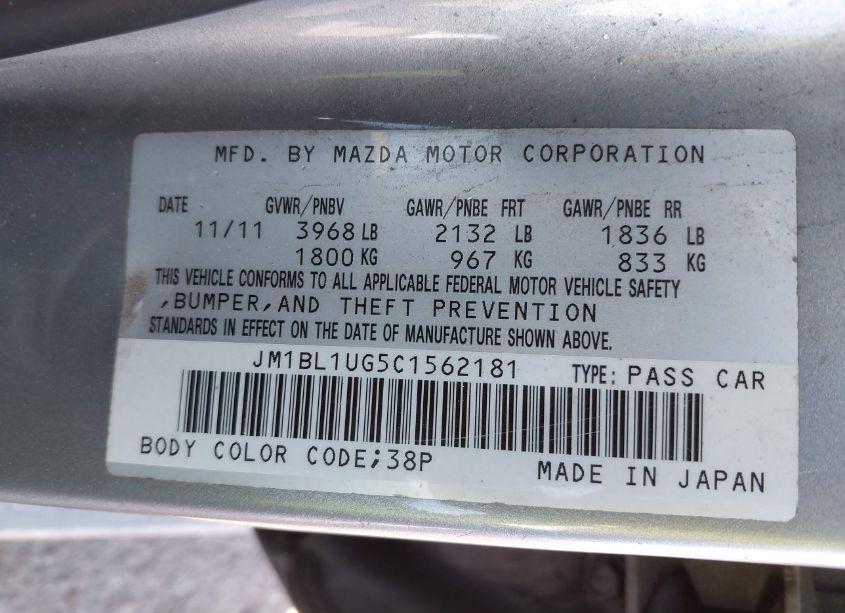 MFD. BY MAZDA MOTOR CORPORATION
DATE GVWR/PNBV GAWR/PNBE FRT GAWR/PNBE RR
11/11 3968 LB 2132 LB 1836 LB
1800 KG 967 KG 833 KG
THIS VEHICLE CONFORMS TO ALL APPLICABLE FEDERAL MOTOR VEHICLE SAFETY
,BUMPER,AND THEFT PREVENTION
STANDARDS IN EFFECT ON THE DATE OF MANUFACTURE SHOWN ABOVE.
JM1BL1UG5C1562181 TYPE: PASS CAR
BODY COLOR CODE;38P MADE IN JAPAN